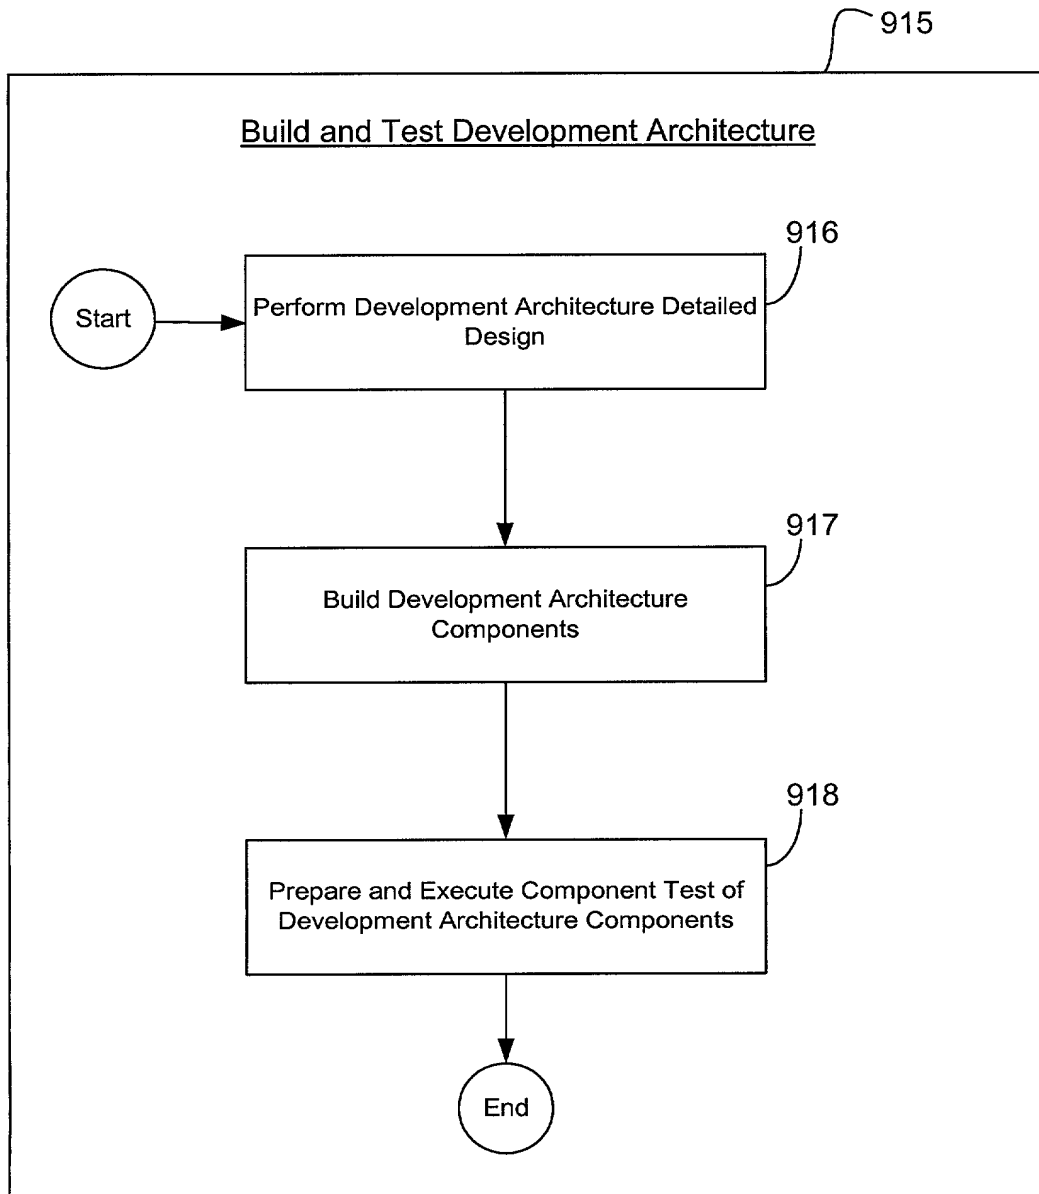 915
Build and Test Development Architecture
916
Start
Perform Development Architecture Detailed
Design
917
Build Development Architecture
Components
918
Prepare and Execute Component Test of
Development Architecture Components
End